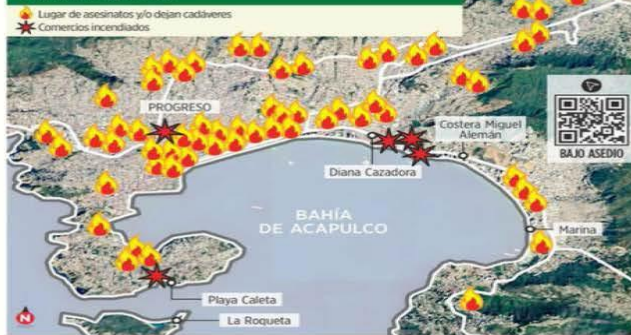 Lugar de asesinatos y/o dejan cadáveres
Comercios incendiados
PROGRESO
Costera Miguel
Alemán
BAJO ASEDIO
Diana Cazadora
BAHÍA
DE ACAPULCO
Marina
Playa Caleta
La Roqueta
N